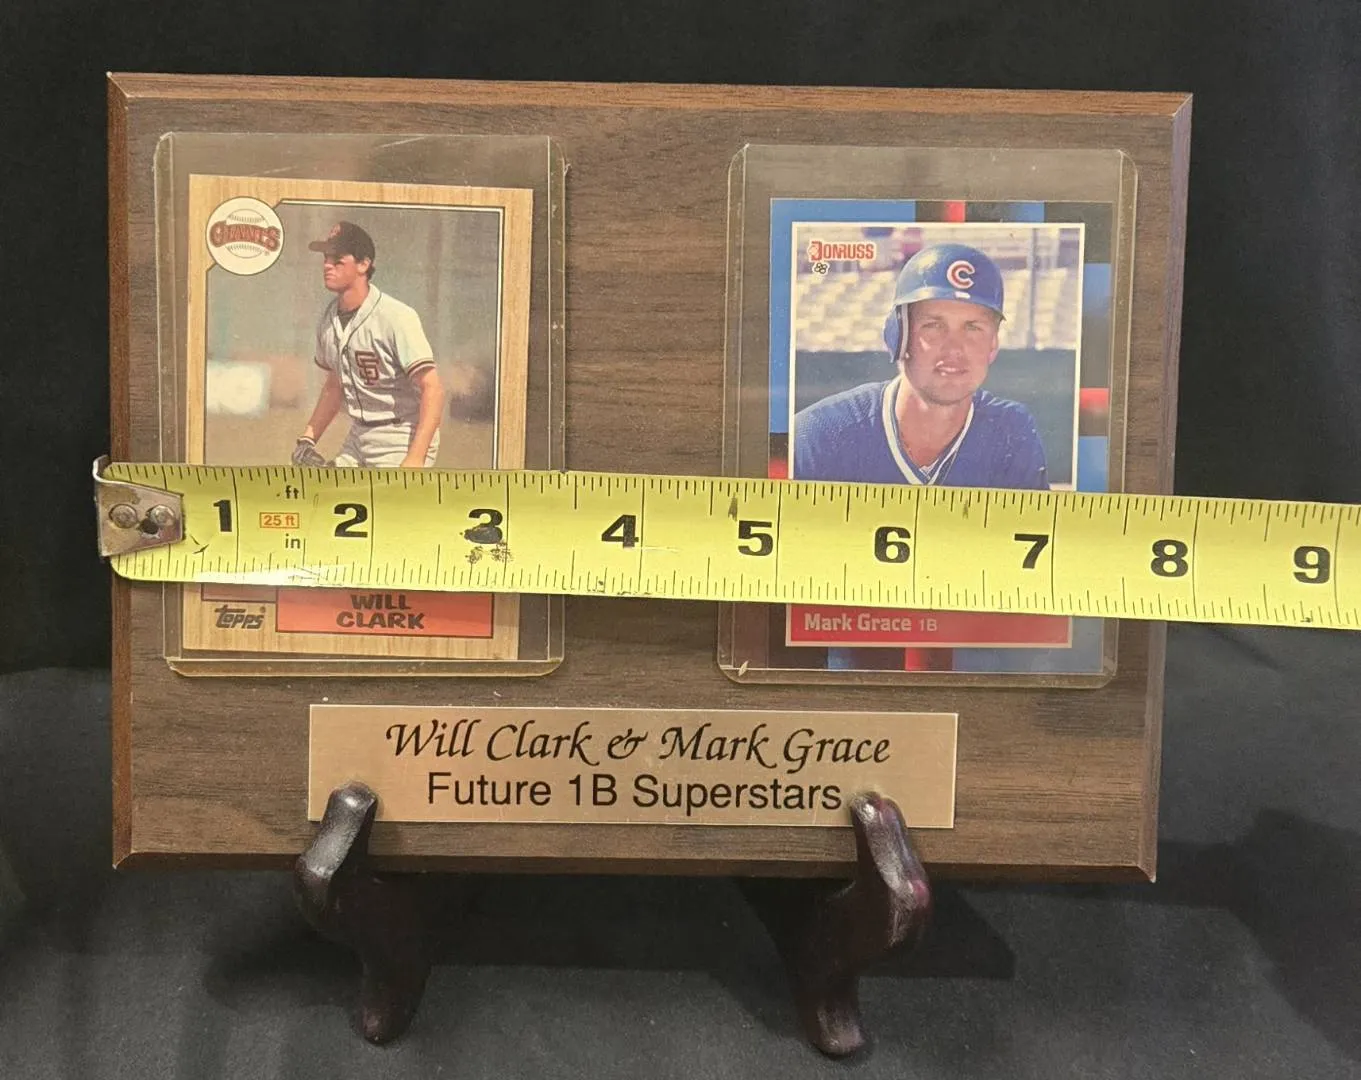 GIANTS
SF
DONRUSS
88
C
ft
25 ft
in
1 2 3 4 5 6 7 8 9
topps
WILL
CLARK
Mark Grace 1B
Will Clark & Mark Grace
Future 1B Superstars